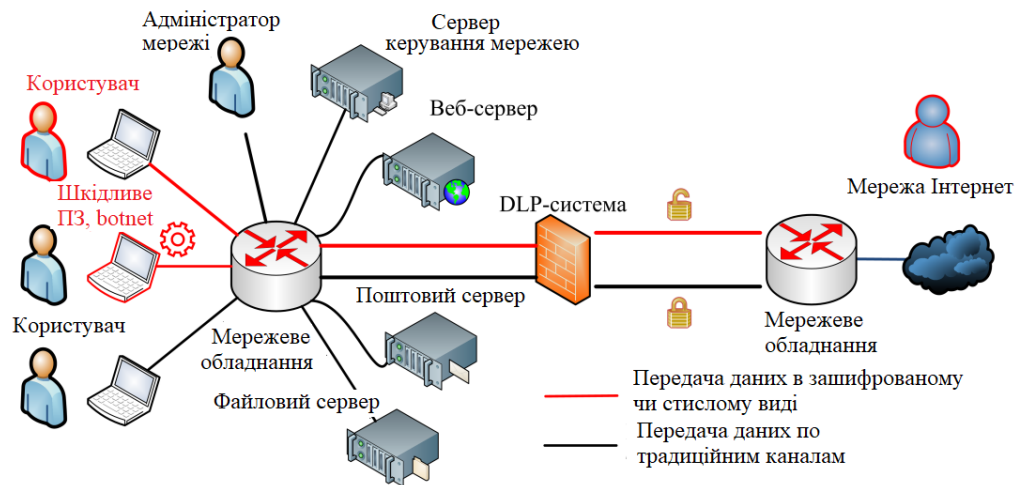 Адміністратор
мережі
Сервер
керування мережею
Користувач
Веб-сервер
Шкідливе
ПЗ, botnet
DLP-система
Мережа Інтернет
Користувач
Поштовий сервер
Мережеве
обладнання
Мережеве
обладнання
Файловий сервер
Передача даних в зашифрованому
чи стислому виді
Передача даних по
традиційним каналам